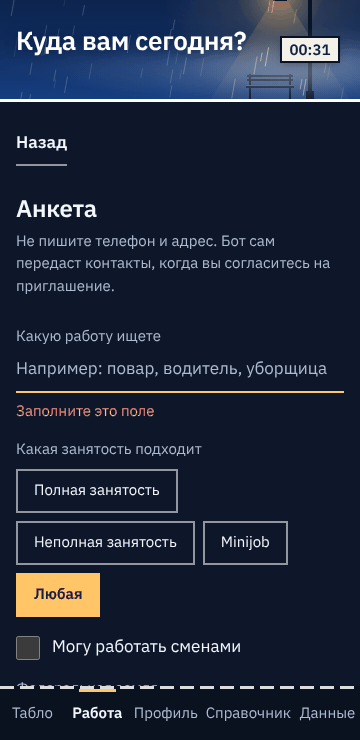 Куда вам сегодня?
00:31
Назад
Анкета
Не пишите телефон и адрес. Бот сам
передаст контакты, когда вы согласитесь на
приглашение.
Какую работу ищете
Например: повар, водитель, уборщица
Заполните это поле
Какая занятость подходит
Полная занятость
Неполная занятость Minijob
Любая
Могу работать сменами
Табло Работа Профиль Справочник Данные